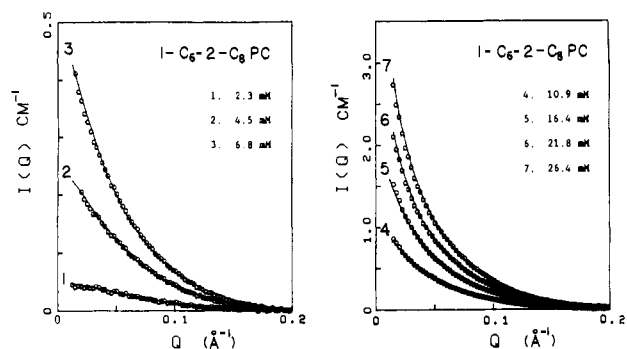 0.5
I(Q) CM⁻¹
0
3
2
1
1-C₆-2-C₈ PC
1. 2.3 mM
2. 4.5 mM
3. 6.8 mM
0
0.1
0.2
Q (Å⁻¹)
3.0
2.0
1.0
0
I(Q) CM⁻¹
7
6
5
4
1-C₆-2-C₈ PC
4. 10.9 mM
5. 16.4 mM
6. 21.8 mM
7. 26.4 mM
0
0.1
0.2
Q (Å⁻¹)